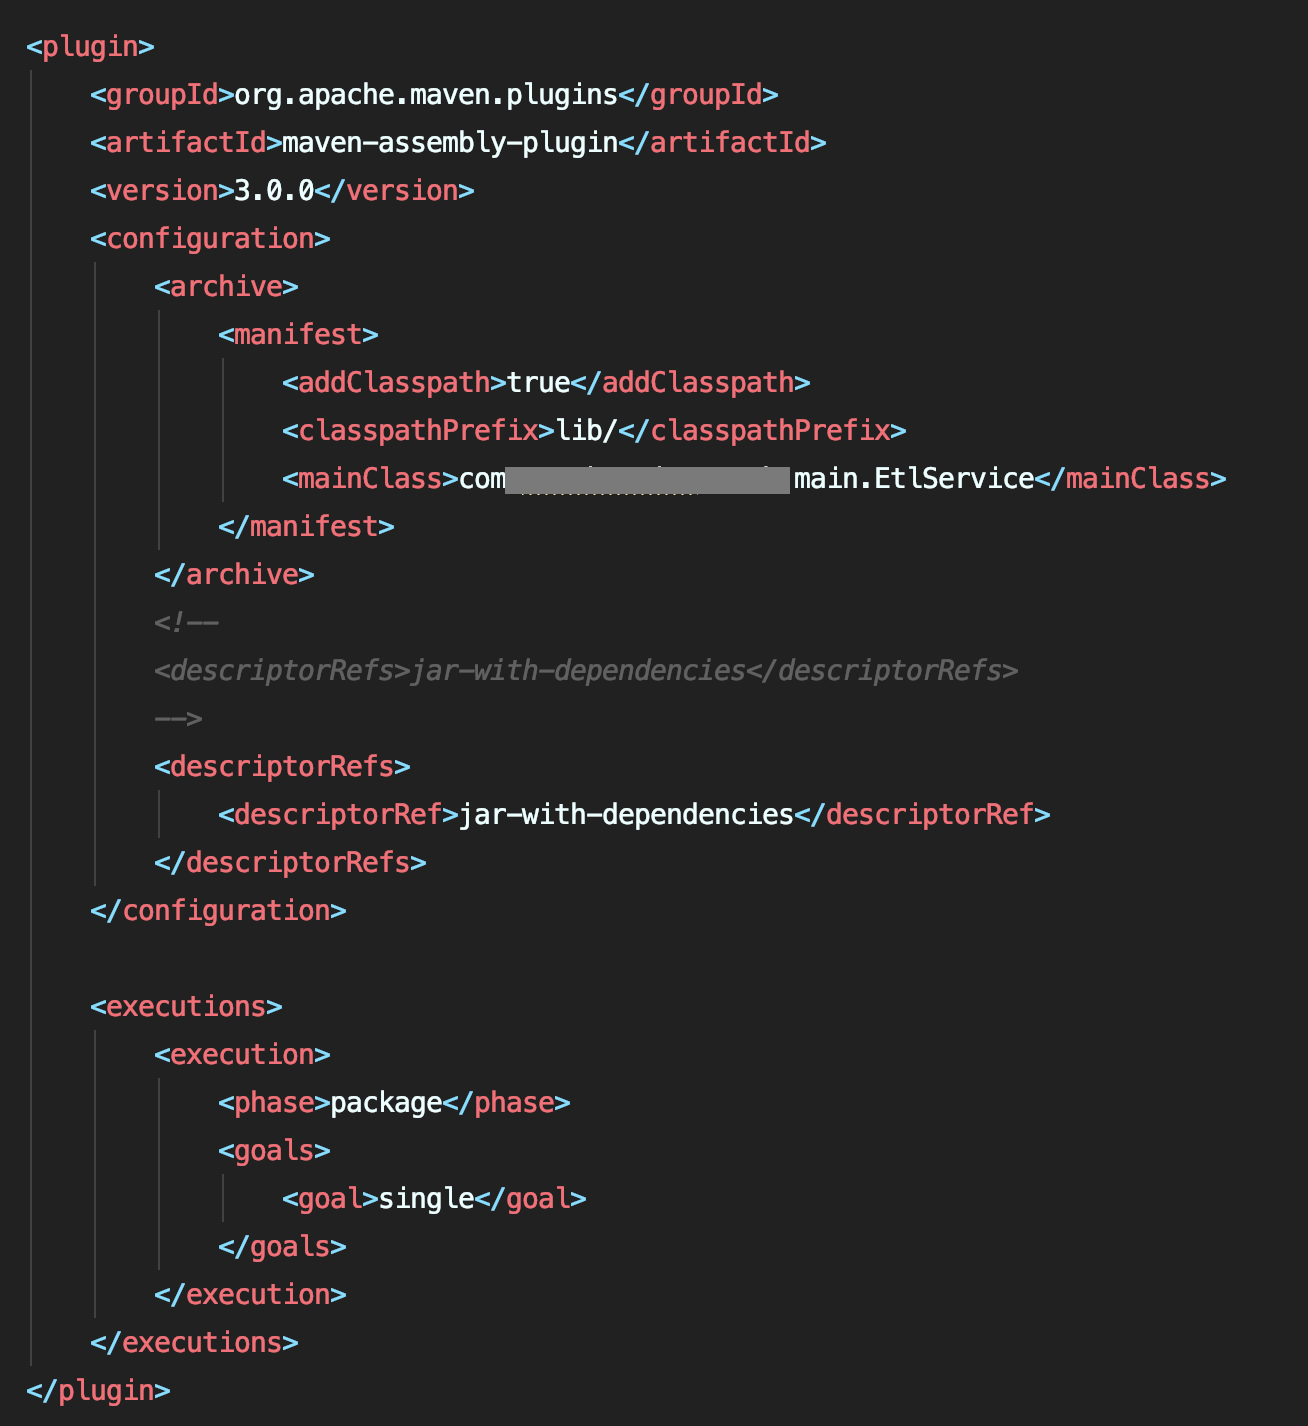 <plugin>
<groupId>org.apache.maven.plugins</groupId>
<artifactId>maven-assembly-plugin</artifactId>
<version>3.0.0</version>
<configuration>
<archive>
<manifest>
<addClasspath>true</addClasspath>
<classpathPrefix>lib/</classpathPrefix>
<mainClass>com main.EtlService</mainClass>
</manifest>
</archive>
<!--
<descriptorRefs>jar-with-dependencies</descriptorRefs>
-->
<descriptorRefs>
<descriptorRef>jar-with-dependencies</descriptorRef>
</descriptorRefs>
</configuration>
<executions>
<execution>
<phase>package</phase>
<goals>
<goal>single</goal>
</goals>
</execution>
</executions>
</plugin>